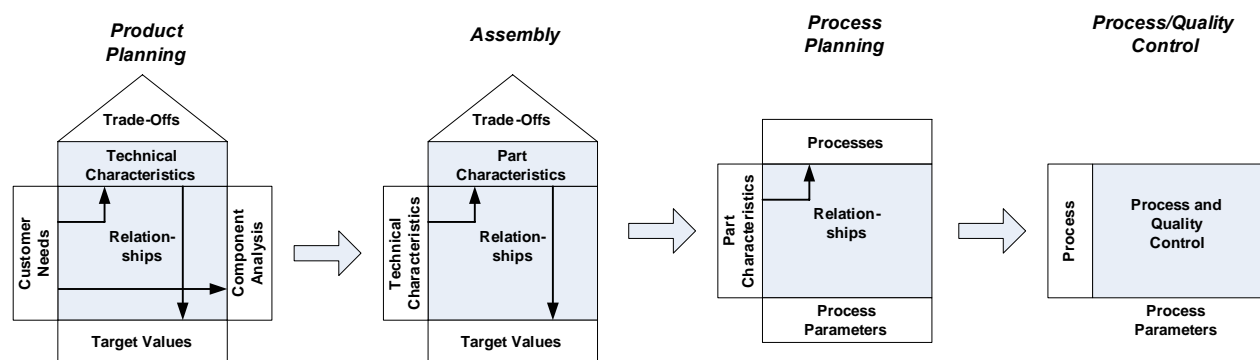 Product
Planning
Trade-Offs
Technical
Characteristics
Customer
Needs
Relation-
ships
Component
Analysis
Target Values
Assembly
Trade-Offs
Part
Characteristics
Technical
Characteristics
Relation-
ships
Target Values
Process
Planning
Processes
Part
Characteristics
Relation-
ships
Process
Parameters
Process/Quality
Control
Process
Process and
Quality
Control
Process
Parameters